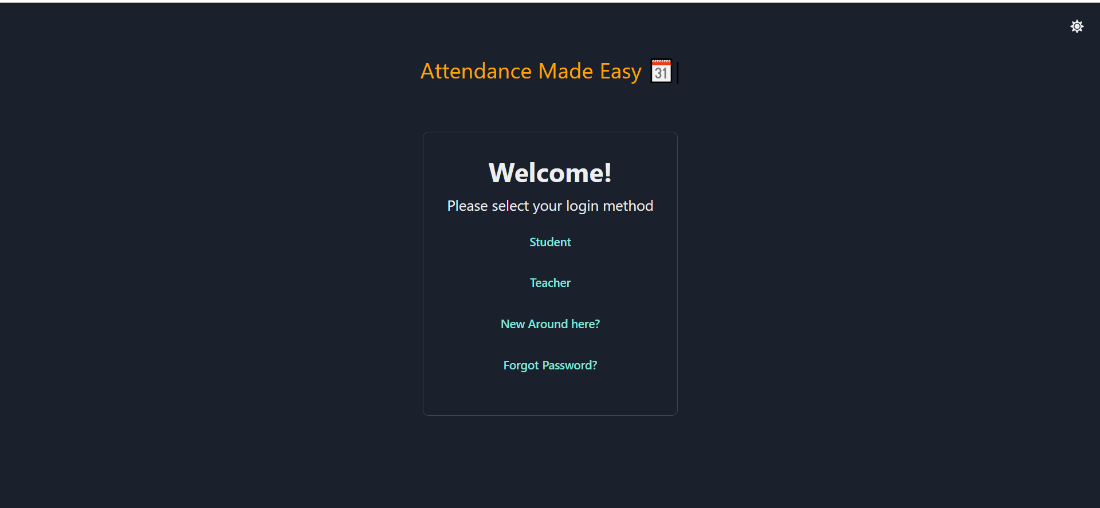 Attendance Made Easy 📅
Welcome!
Please select your login method
Student
Teacher
New Around here?
Forgot Password?